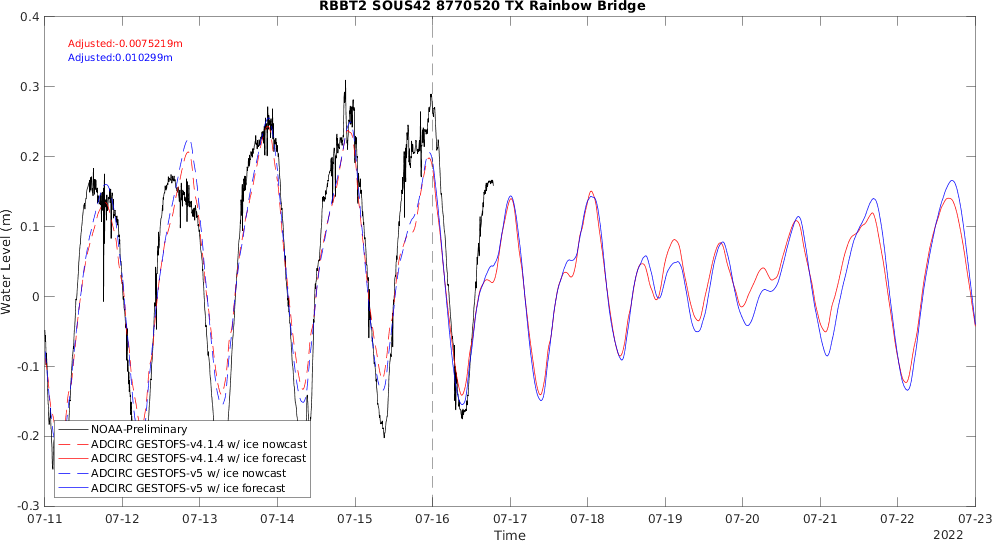 RBBT2 SOUS42 8770520 TX Rainbow Bridge
0.4
Adjusted:-0.0075219m
Adjusted:0.010299m
0.3
0.2
0.1
Water Level (m)
0
-0.1
-0.2
NOAA-Preliminary
ADCIRC GESTOFS-v4.1.4 w/ ice nowcast
ADCIRC GESTOFS-v4.1.4 w/ ice forecast
ADCIRC GESTOFS-v5 w/ ice nowcast
ADCIRC GESTOFS-v5 w/ ice forecast
-0.3
07-11 07-12 07-13 07-14 07-15 07-16 07-17 07-18 07-19 07-20 07-21 07-22 07-23
Time
2022